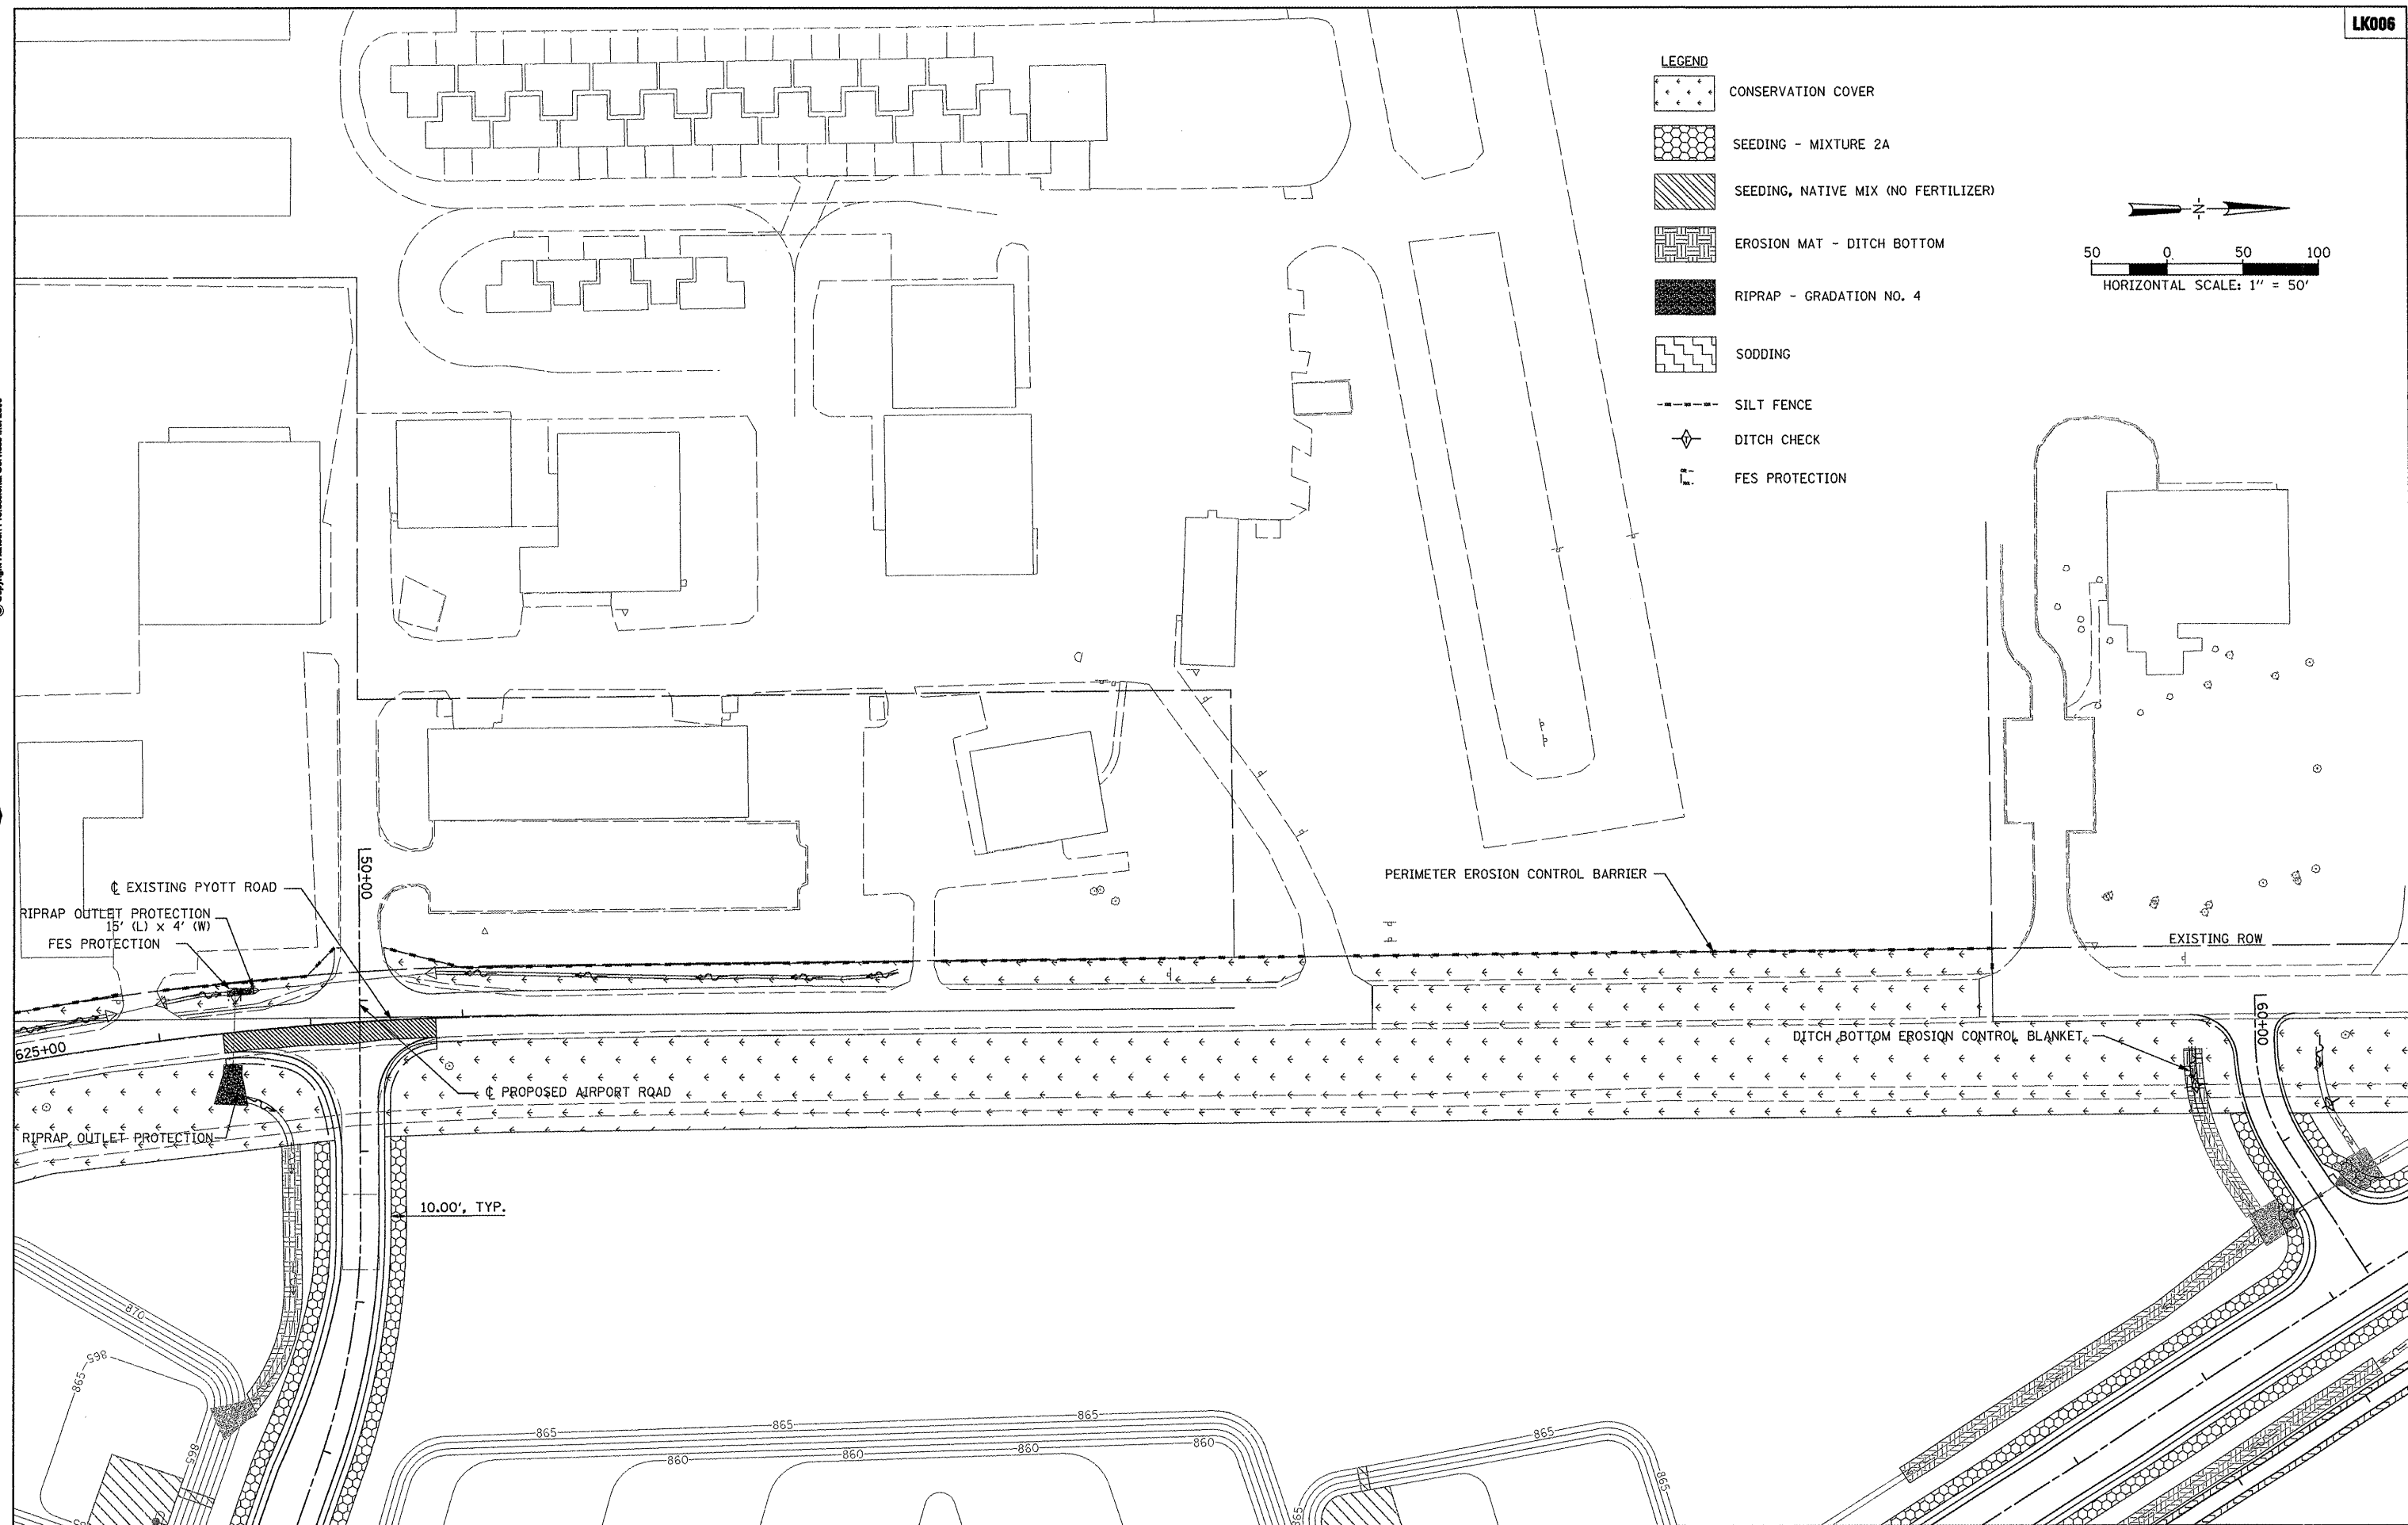 LK006
LEGEND
CONSERVATION COVER
SEEDING - MIXTURE 2A
SEEDING, NATIVE MIX (NO FERTILIZER)
EROSION MAT - DITCH BOTTOM
RIPRAP - GRADATION NO. 4
SODDING
SILT FENCE
DITCH CHECK
FES PROTECTION
N
50 0 50 100
HORIZONTAL SCALE: 1" = 50'
50+00
℄ EXISTING PYOTT ROAD
RIPRAP OUTLET PROTECTION
15' (L) x 4' (W)
FES PROTECTION
PERIMETER EROSION CONTROL BARRIER
EXISTING ROW
60+00
DITCH BOTTOM EROSION CONTROL BLANKET
625+00
℄ PROPOSED AIRPORT ROAD
RIPRAP OUTLET PROTECTION
10.00', TYP.
870
865
865
865
865
865
865
865
865
865
860
860
860
860